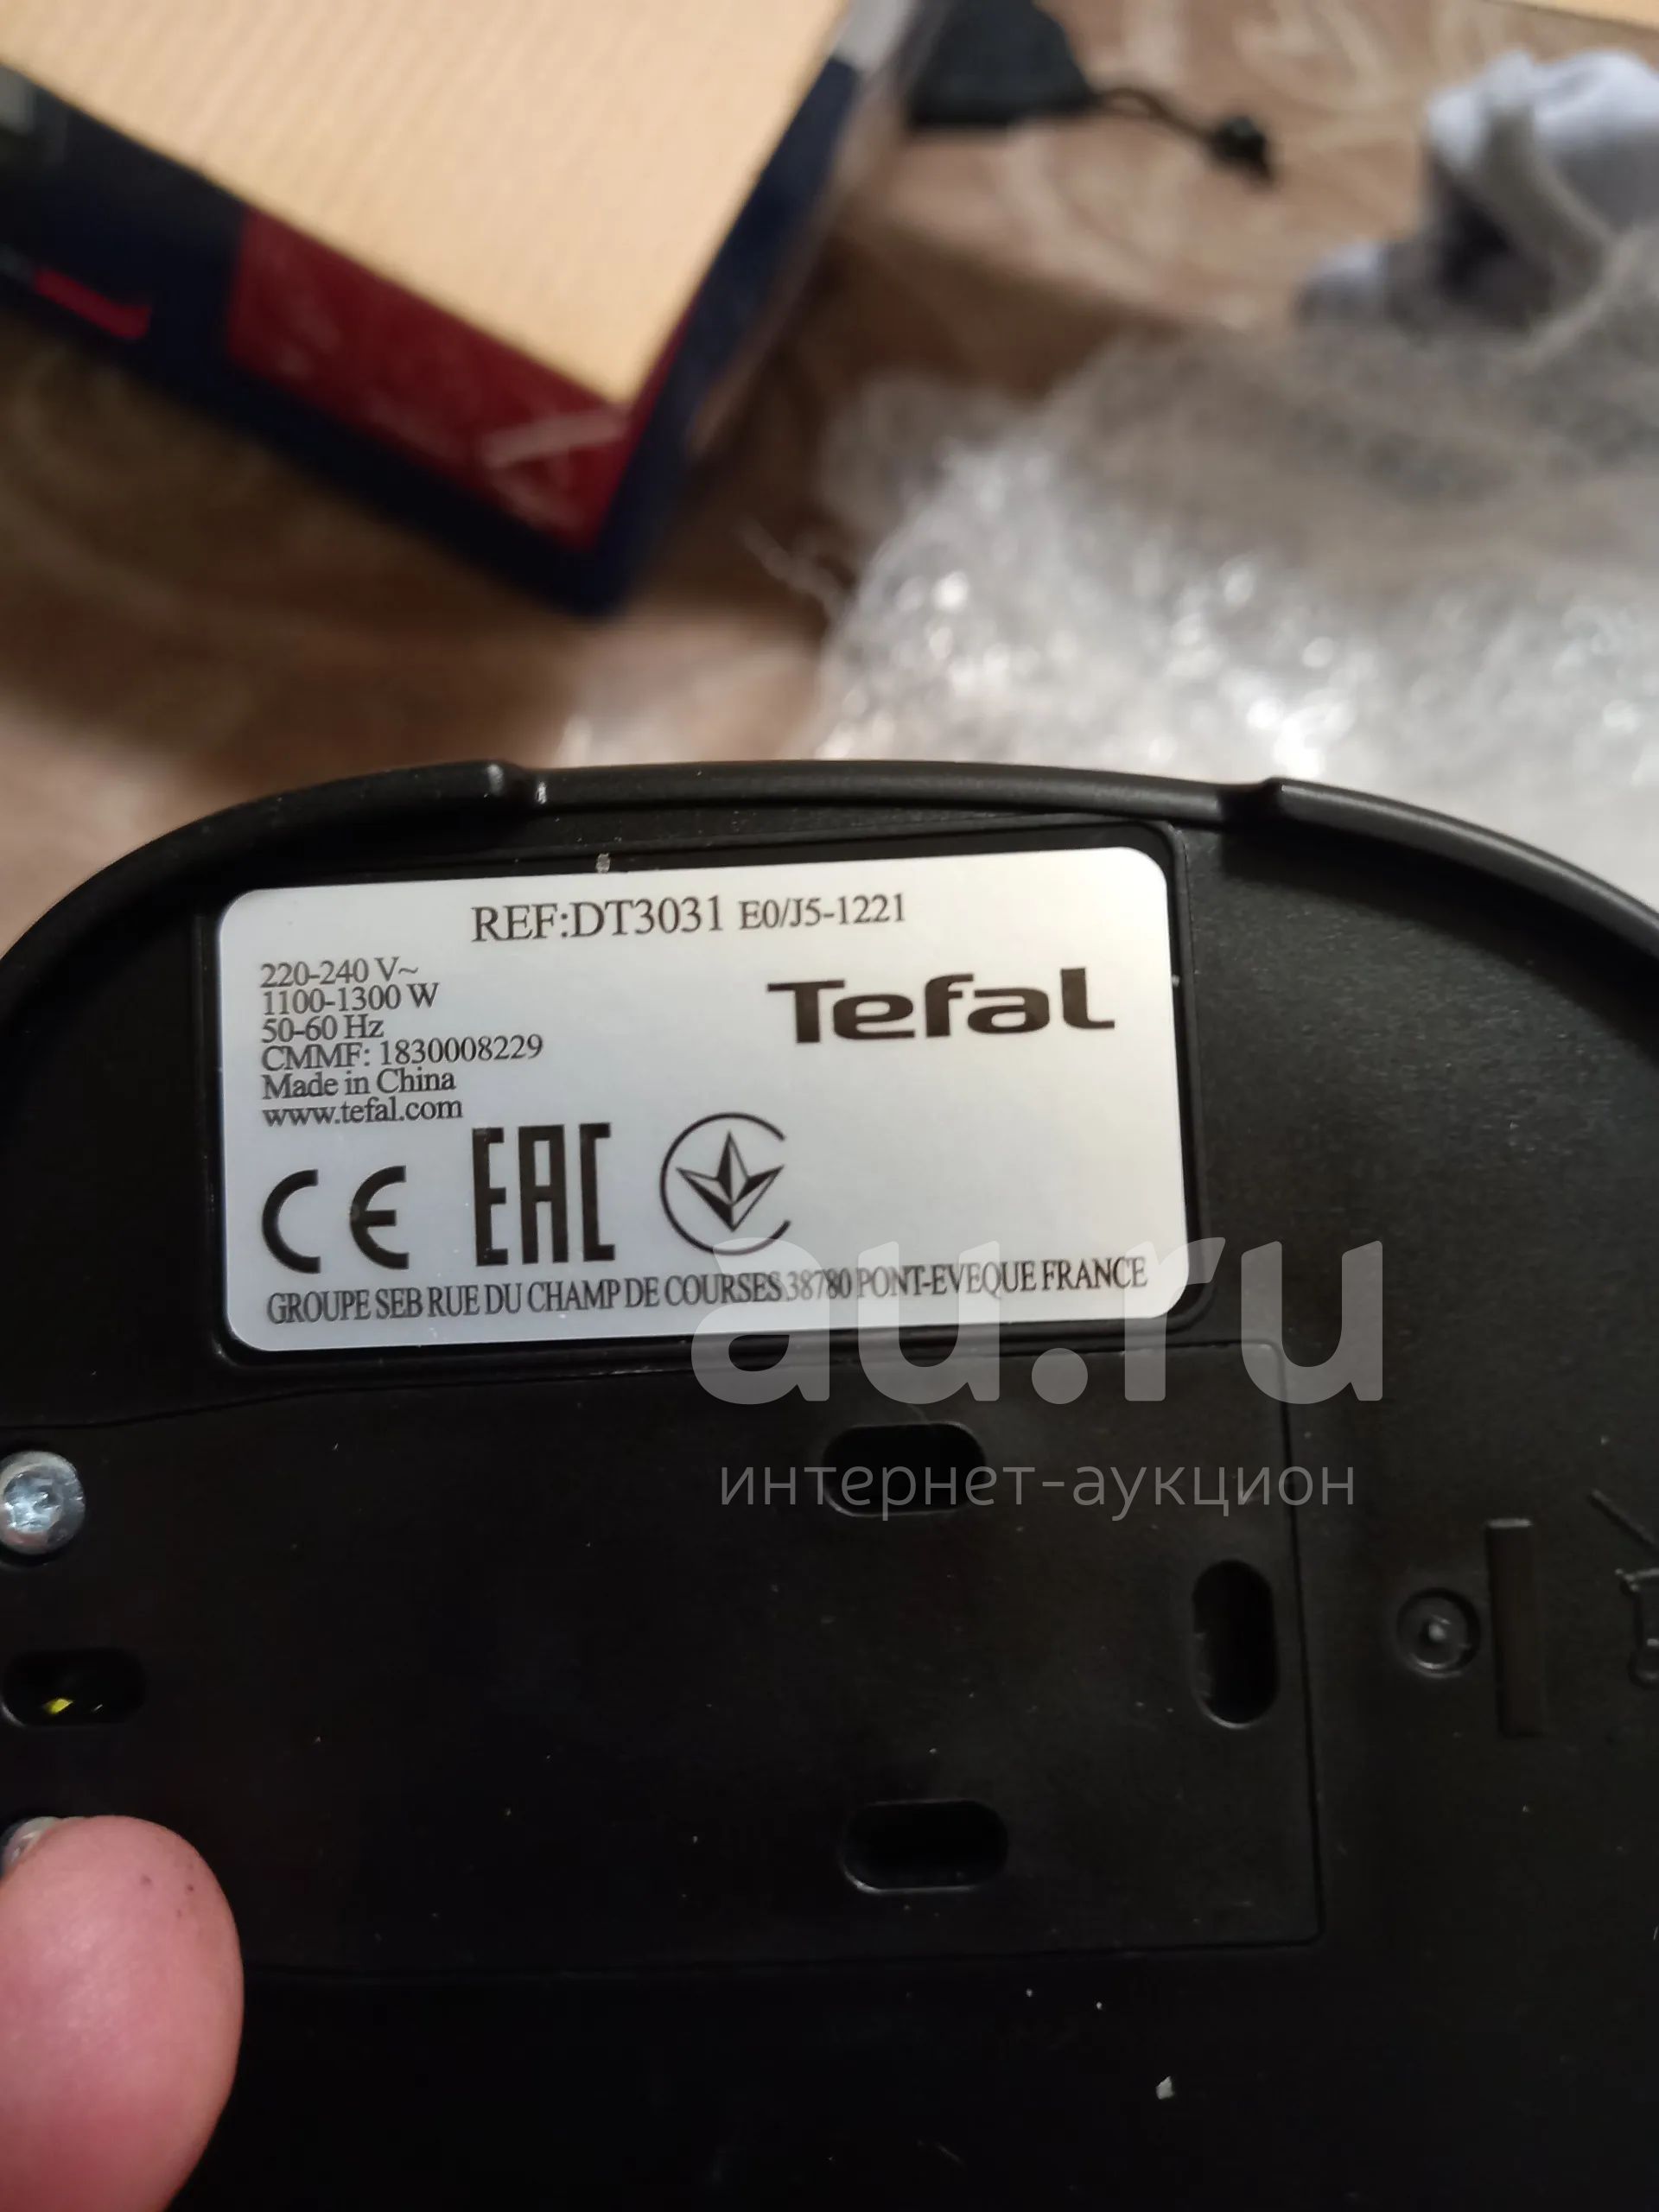 REF:DT3031 E0/J5-1221
220-240 V~
1100-1300 W
50-60 Hz
CMMF: 1830008229
Made in China
www.tefal.com
Tefal
CE EAC
GROUPE SEB RUE DU CHAMP DE COURSES 38780 PONT-EVEQUE FRANCE
au.ru
интернет-аукцион